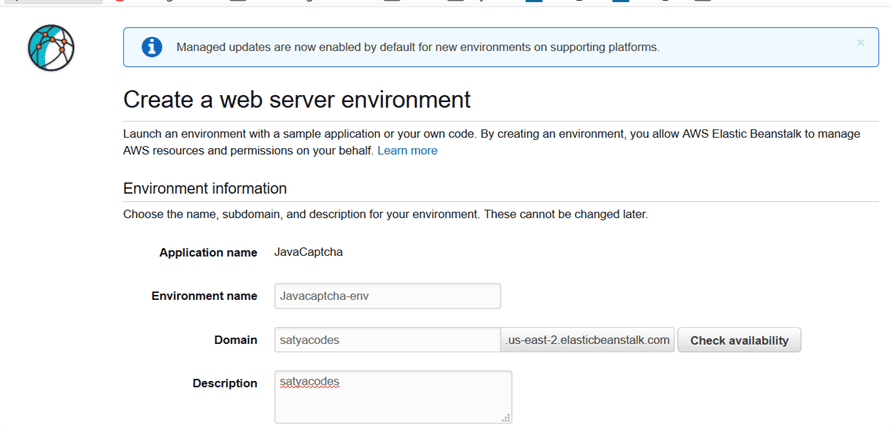 Managed updates are now enabled by default for new environments on supporting platforms. ×
Create a web server environment
Launch an environment with a sample application or your own code. By creating an environment, you allow AWS Elastic Beanstalk to manage
AWS resources and permissions on your behalf. Learn more
Environment information
Choose the name, subdomain, and description for your environment. These cannot be changed later.
Application name JavaCaptcha
Environment name Javacaptcha-env
Domain satyacodes .us-east-2.elasticbeanstalk.com Check availability
Description satyacodes